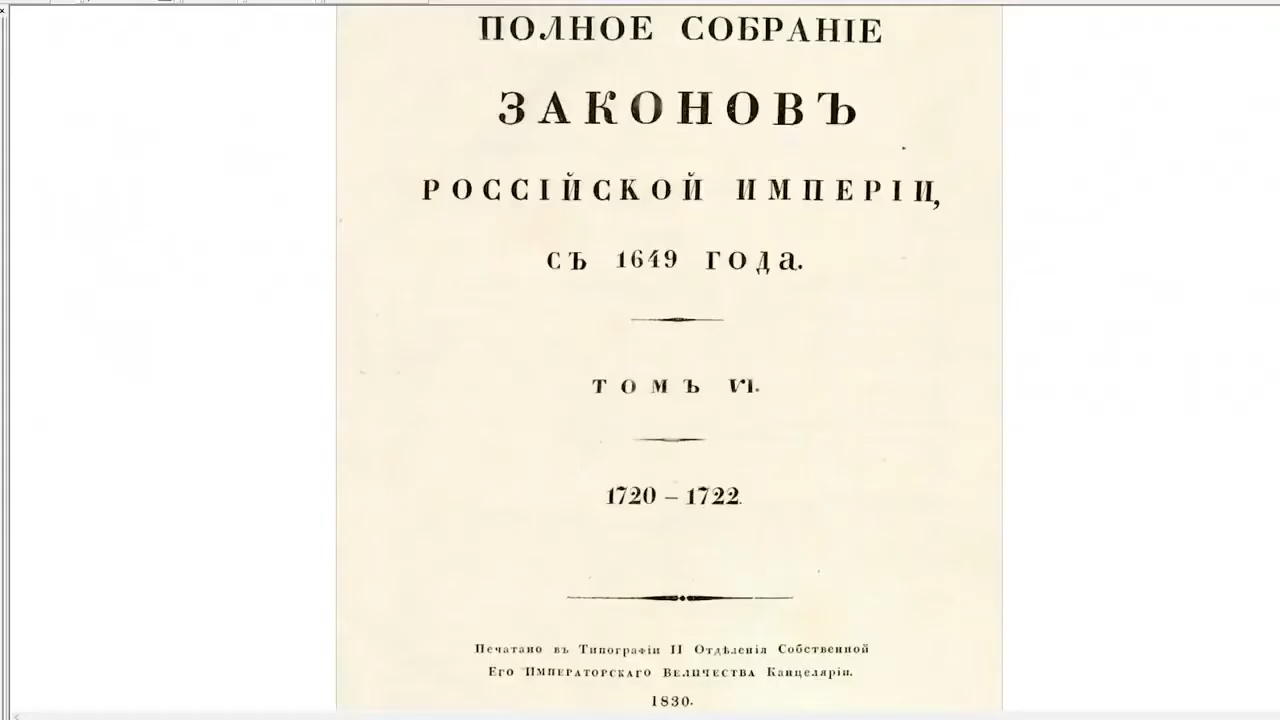 ПОЛНОЕ СОБРАНІЕ
ЗАКОНОВЪ
РОССІЙСКОЙ ИМПЕРІИ,
СЪ 1649 ГОДа.
ТОМЪ VI.
1720 – 1722.
Печатано въ Типографіи II Отдѣленія Собственной
Его Императорскаго Величества Канцеляріи.
1830.